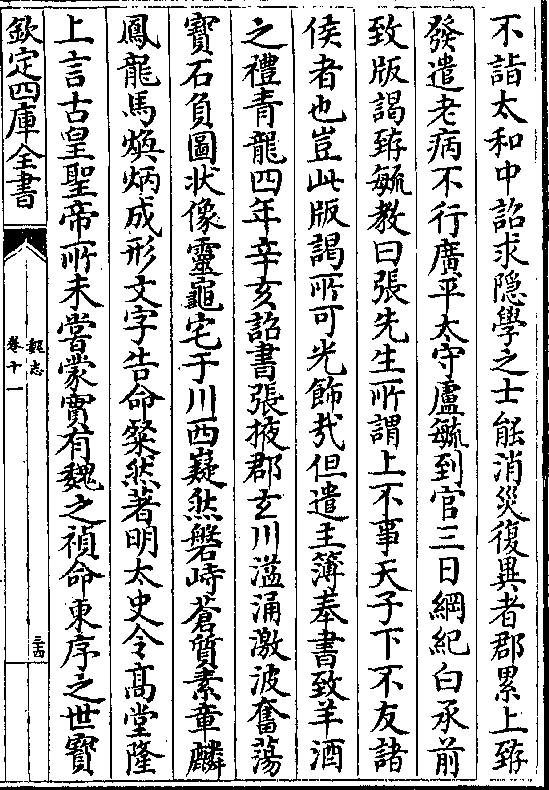 不詣太和中詔求隠學之士能消災復異者郡累上臶
發遣老病不行廣平太守盧毓到官三日綱紀白承前
致版謁臶毓教曰張先生所謂上不事天子下不友諸
侯者也豈此版謁所可光飾㢤但遣主簿奉書致羊酒
之禮青龍四年辛亥詔書張掖郡𤣥川溢涌激波奮蕩
寶石負圖状像靈龜宅于川西嶷然磐峙蒼質素章麟
鳳龍馬煥炳成形文字告命粲然著明太史令髙堂隆
上言古皇聖帝所未嘗蒙實有魏之禎命東序之世寳
欽定四庫全書
魏志
卷十一
三四